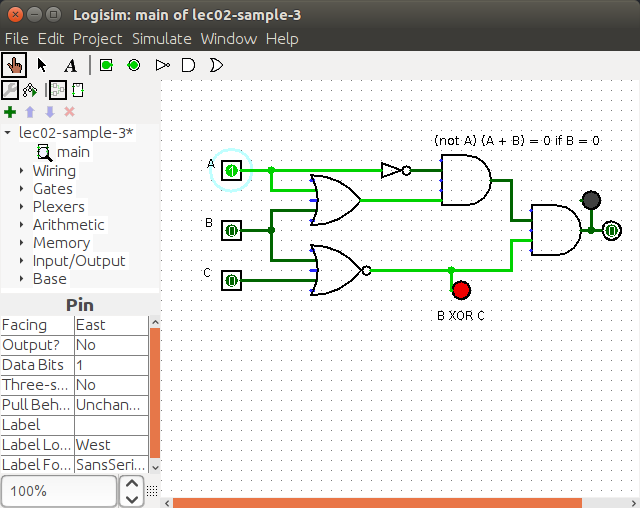 Logisim: main of lec02-sample-3
File Edit Project Simulate Window Help
A
lec02-sample-3*
main
Wiring
Gates
Plexers
Arithmetic
Memory
Input/Output
Base
Pin
Facing East
Output? No
Data Bits 1
Three-s... No
Pull Beh... Unchan...
Label
Label Lo... West
Label Fo... SansSeri...
100%
(not A) (A + B) = 0 if B = 0
A 1
B 0
C 0
0
B XOR C